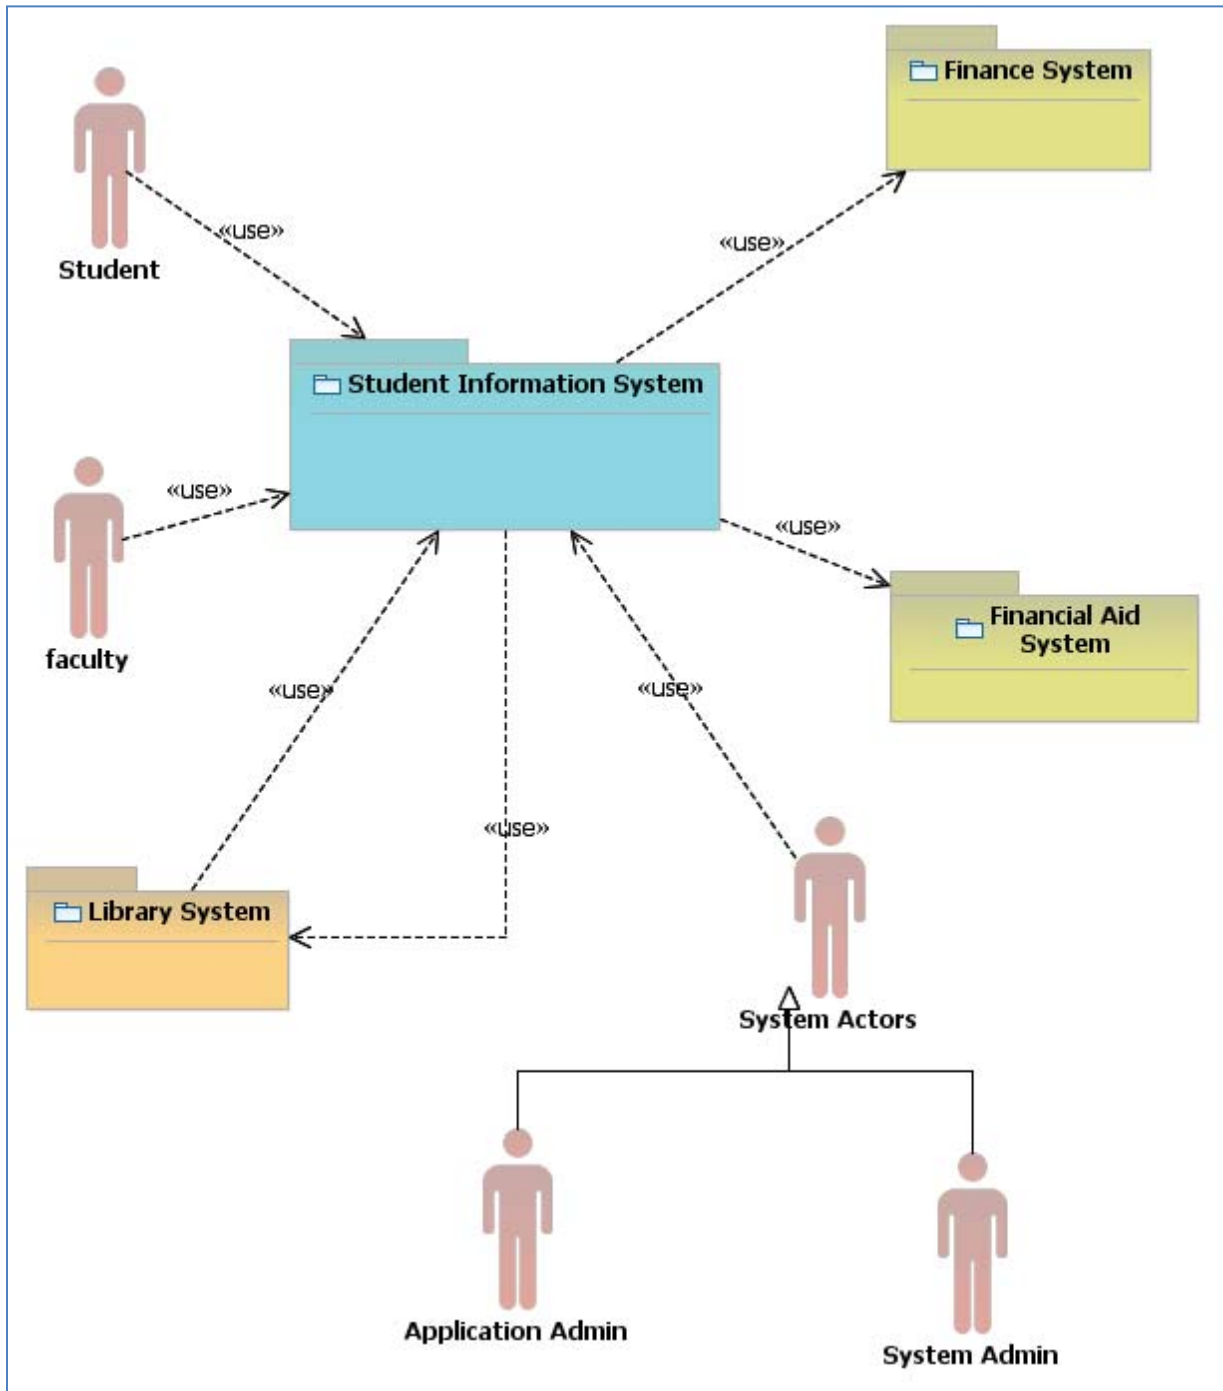 Finance System
«use»
«use»
Student
Student Information System
«use»
«use»
Financial Aid
System
faculty
«use»
«use»
«use»
Library System
System Actors
Application Admin
System Admin